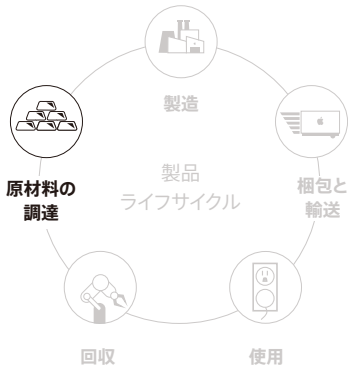 製造
原材料の
調達
製品
ライフサイクル
梱包と
輸送
回収
使用